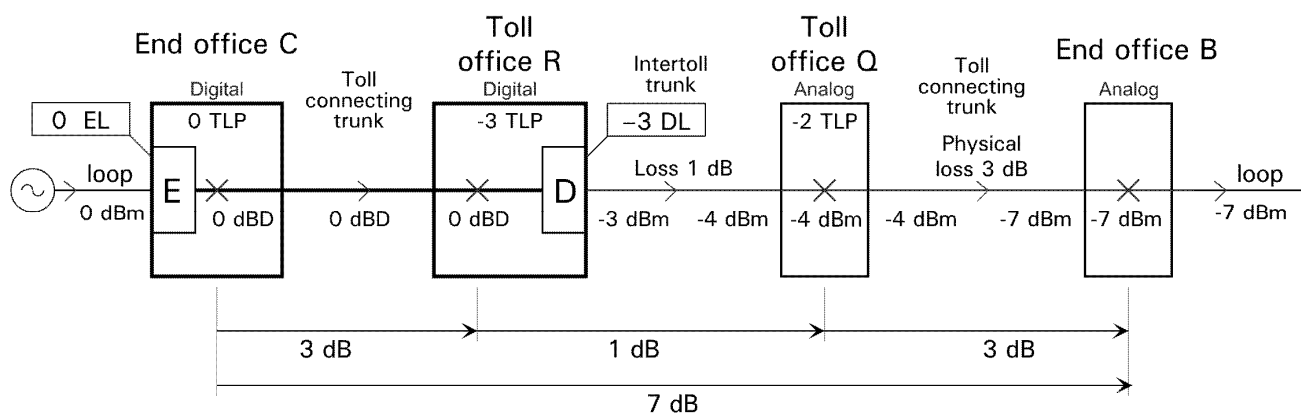 End office C
Toll
office R
Toll
office Q
End office B
Digital
Toll
connecting
trunk
Digital
Intertoll
trunk
Analog
Toll
connecting
trunk
Analog
0 EL
0 TLP
-3 TLP
−3 DL
-2 TLP
Physical
loss 3 dB
loop
E
D
Loss 1 dB
loop
0 dBm
0 dBD
0 dBD
0 dBD
-3 dBm
-4 dBm
-4 dBm
-4 dBm
-7 dBm
-7 dBm
-7 dBm
3 dB
1 dB
3 dB
7 dB